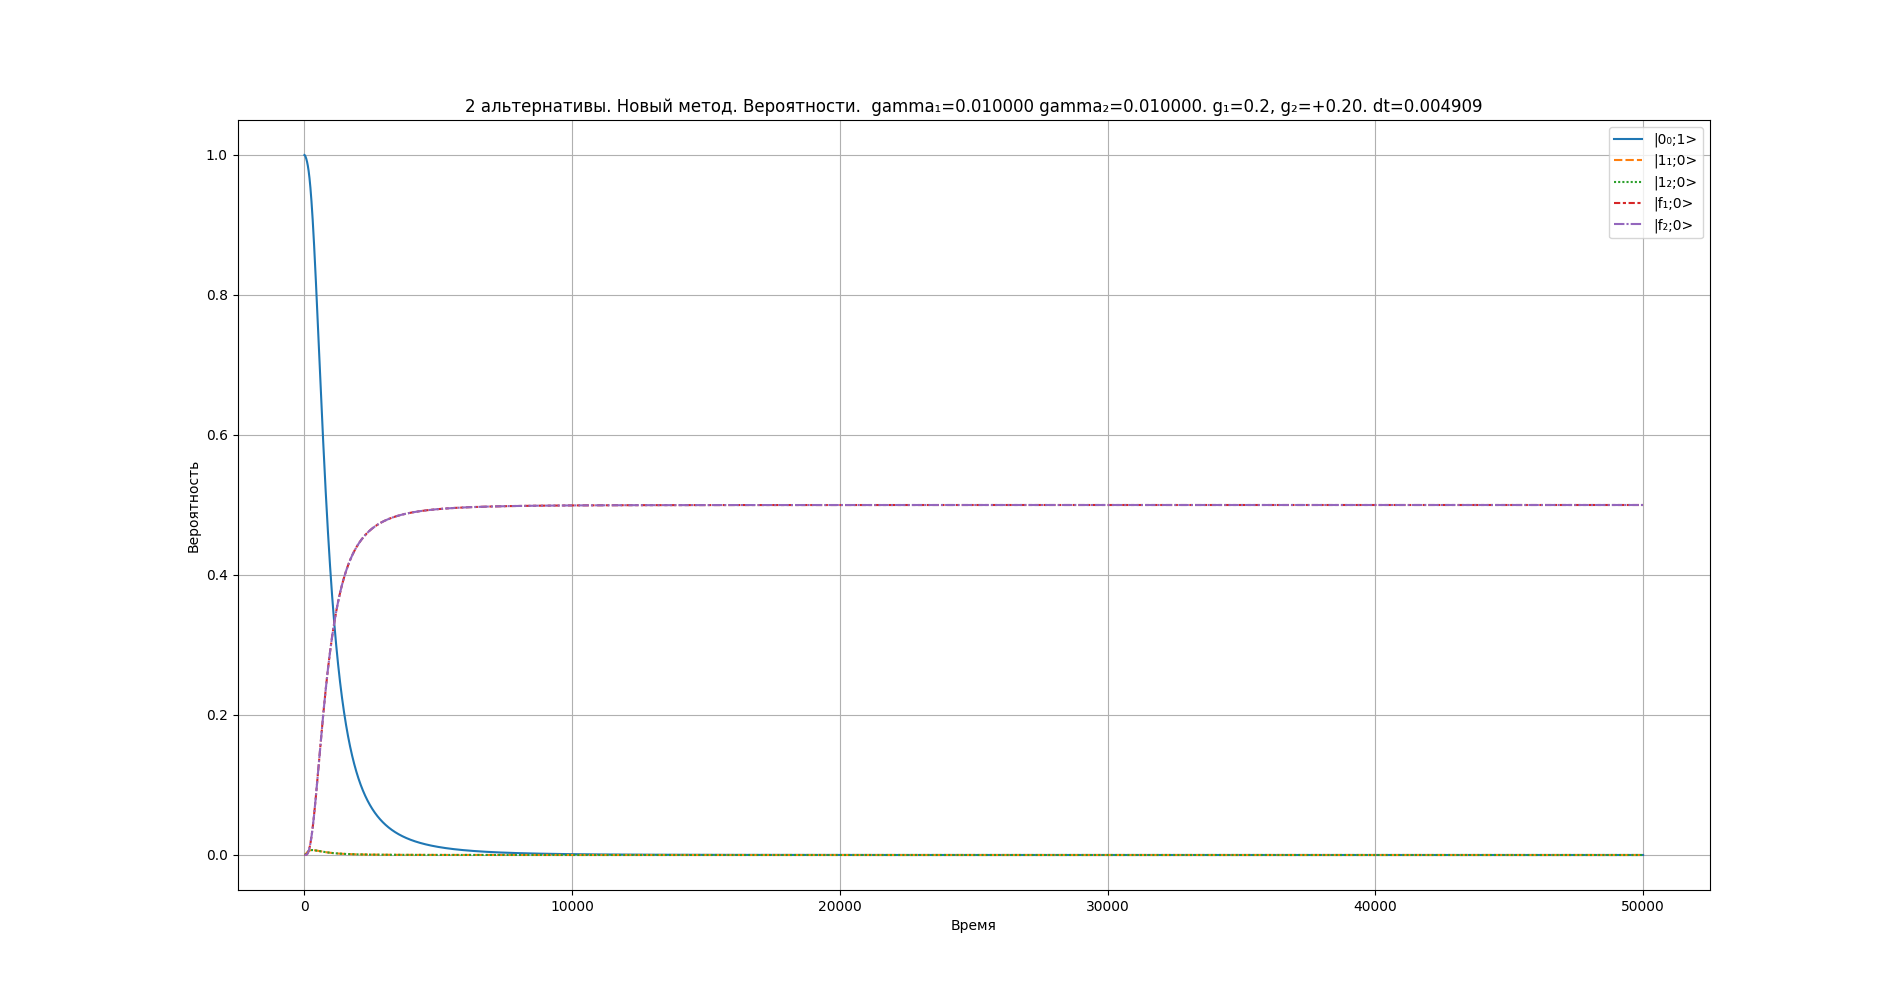 2 альтернативы. Новый метод. Вероятности.  gamma₁=0.010000 gamma₂=0.010000. g₁=0.2, g₂=+0.20. dt=0.004909
|0₀;1>
|1₁;0>
|1₂;0>
|f₁;0>
|f₂;0>
1.0
0.8
0.6
0.4
0.2
0.0
Вероятность
0 10000 20000 30000 40000 50000
Время